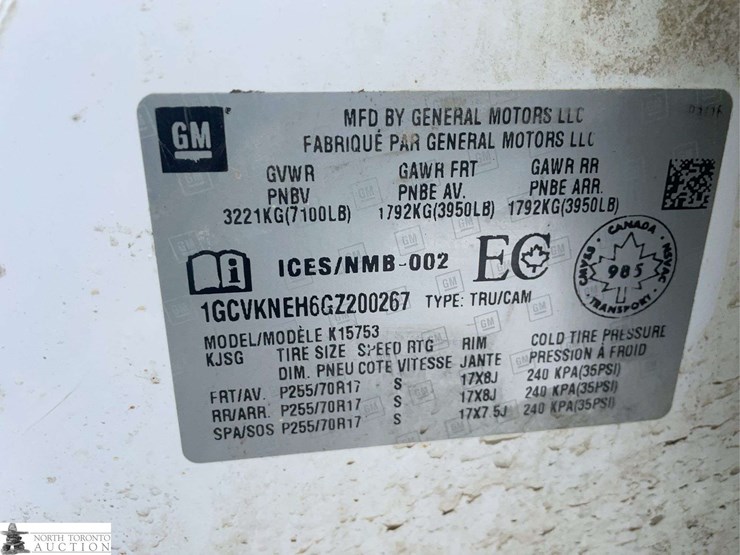 GM
MFD BY GENERAL MOTORS LLC
FABRIQUÉ PAR GENERAL MOTORS LLC
GVWR GAWR FRT GAWR RR
PNBV PNBE AV. PNBE ARR.
3221KG(7100LB) 1792KG(3950LB) 1792KG(3950LB)
i ICES/NMB-002 EC
CANADA
NSVAC
985
CMVSS
TRANSPORT
1GCVKNEH6GZ200267 TYPE: TRU/CAM
MODEL/MODÈLE K15753
KJSG TIRE SIZE SPEED RTG RIM COLD TIRE PRESSURE
DIM. PNEU COTE VITESSE JANTE PRESSION À FROID
FRT/AV. P255/70R17 S 17X8J 240 KPA(35PSI)
RR/ARR. P255/70R17 S 17X8J 240 KPA(35PSI)
SPA/SOS P255/70R17 S 17X7.5J 240 KPA(35PSI)
NORTH TORONTO
AUCTION